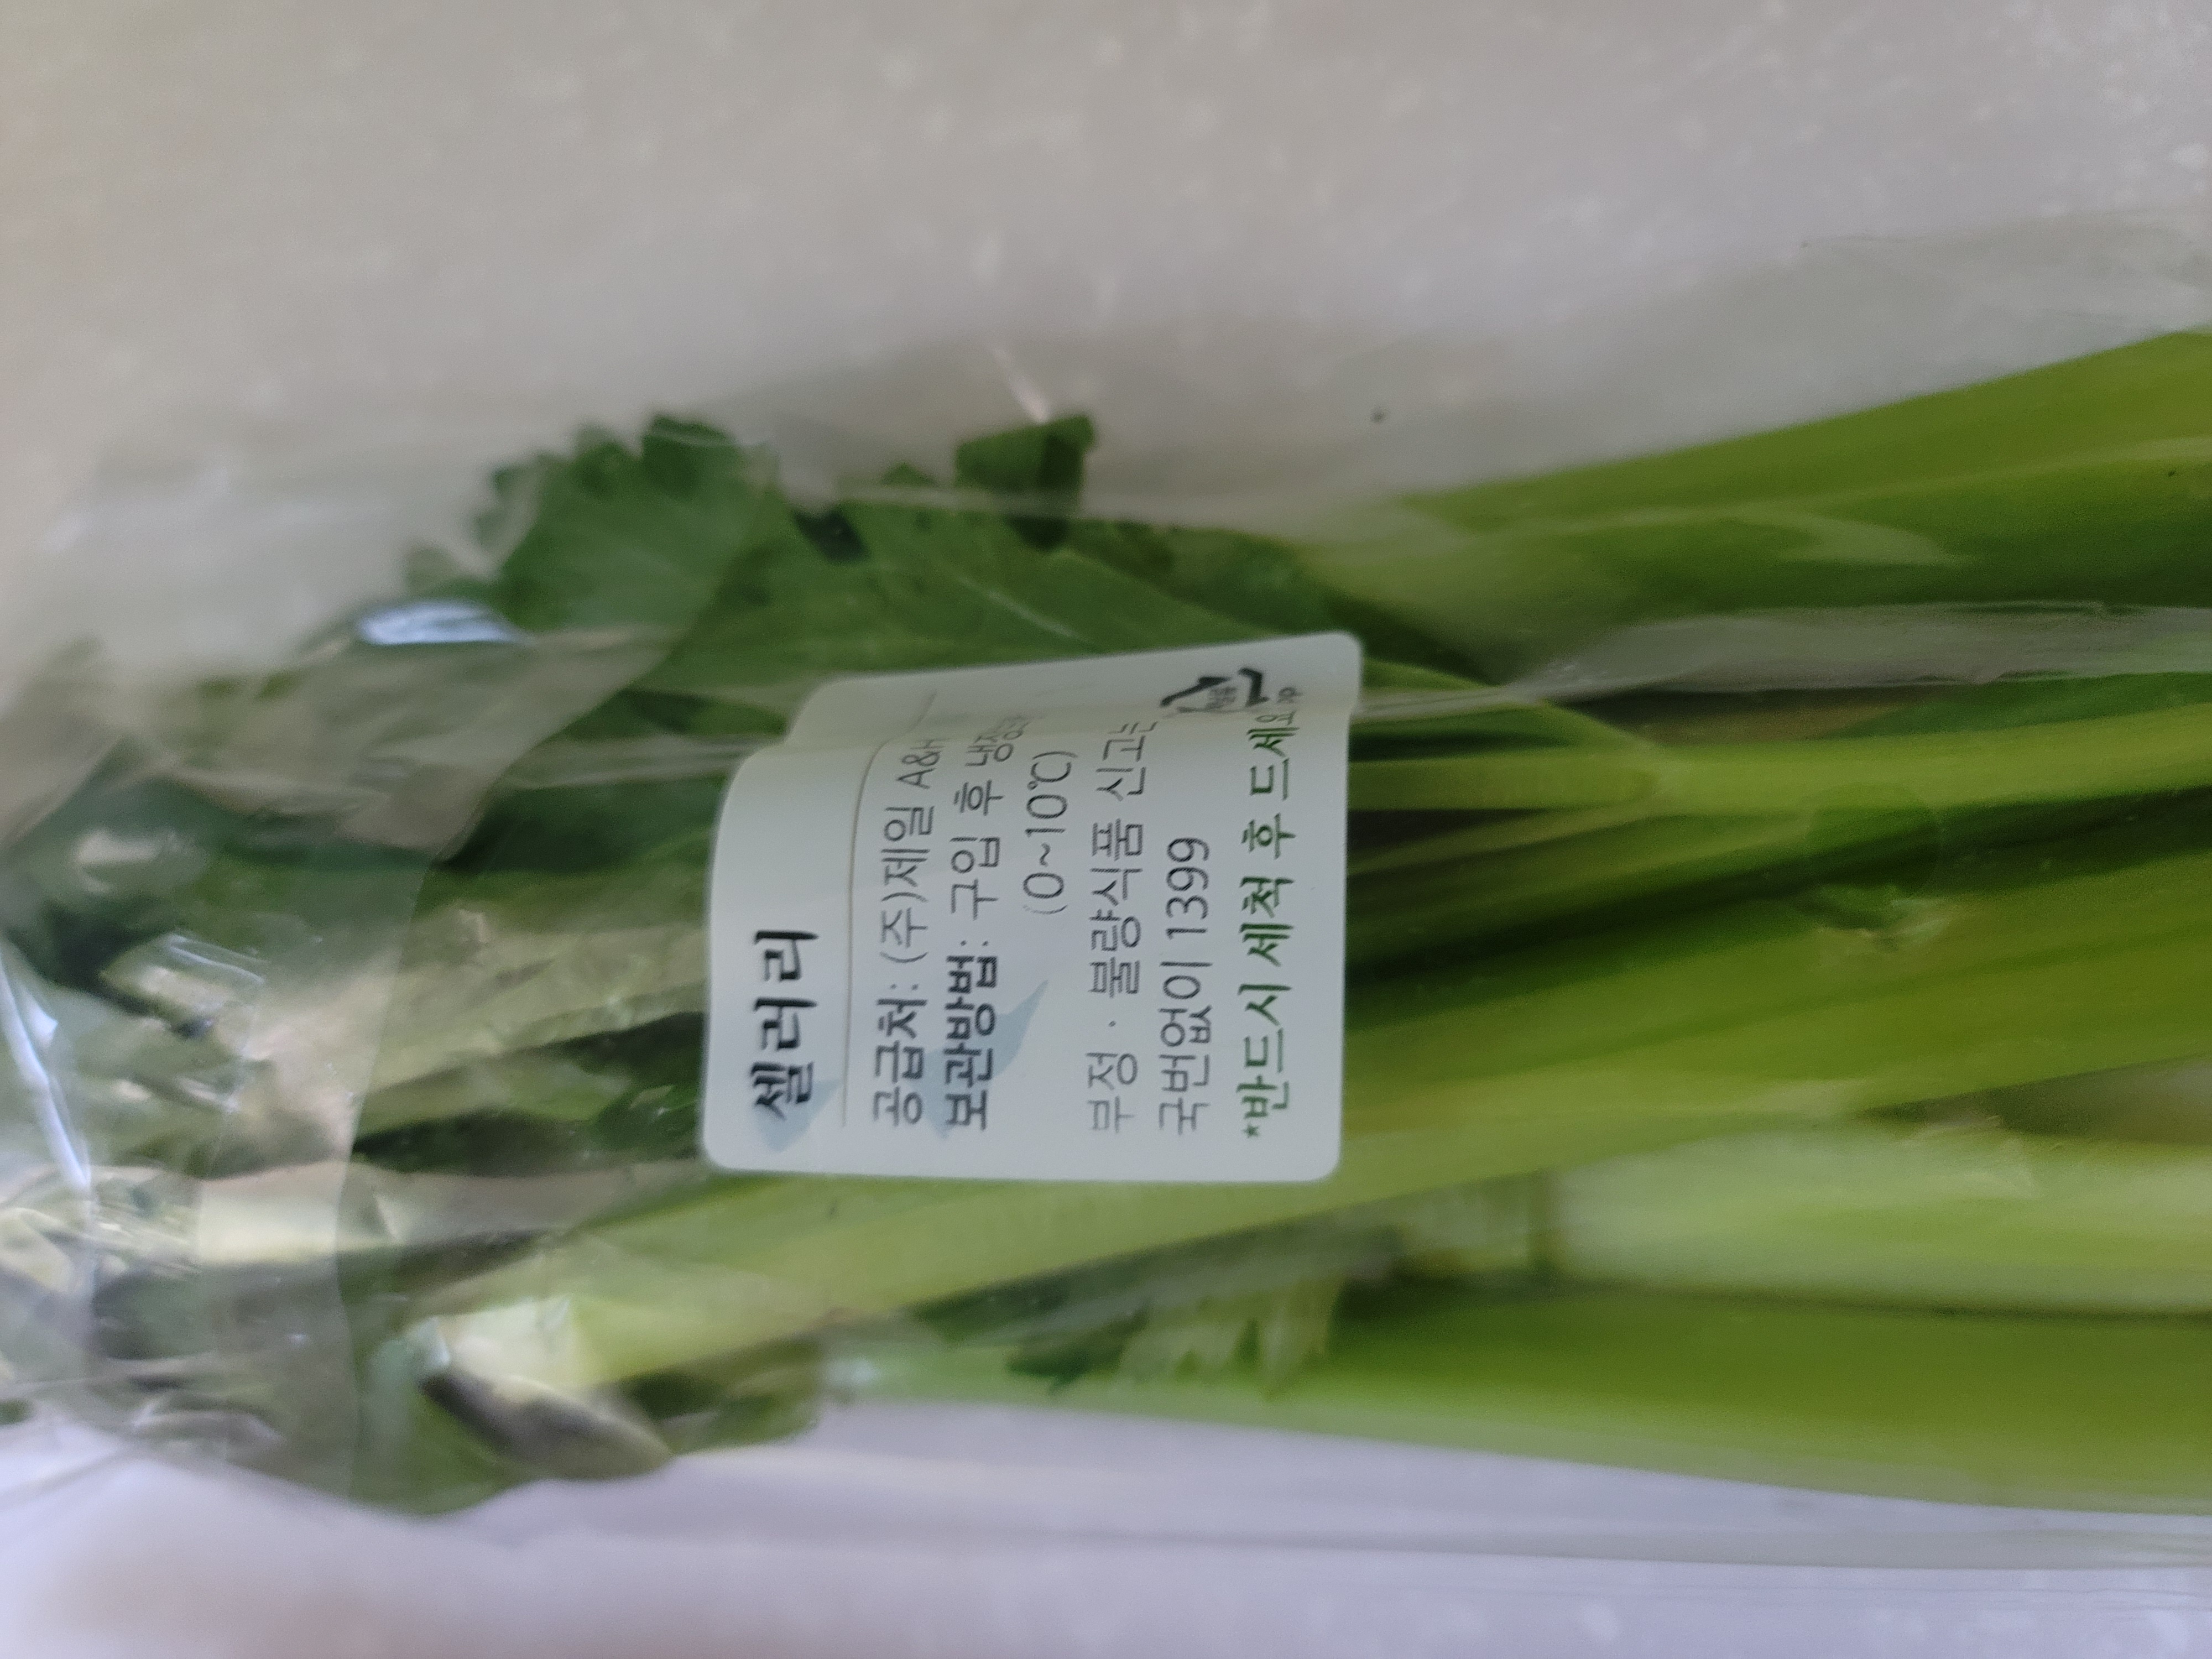 셀러리
공급처: (주)제일 A&H
보관방법: 구입 후 냉장
(0~10℃)
부정 · 불량식품 신고는
국번없이 1399
*반드시 세척 후 드세요
PP